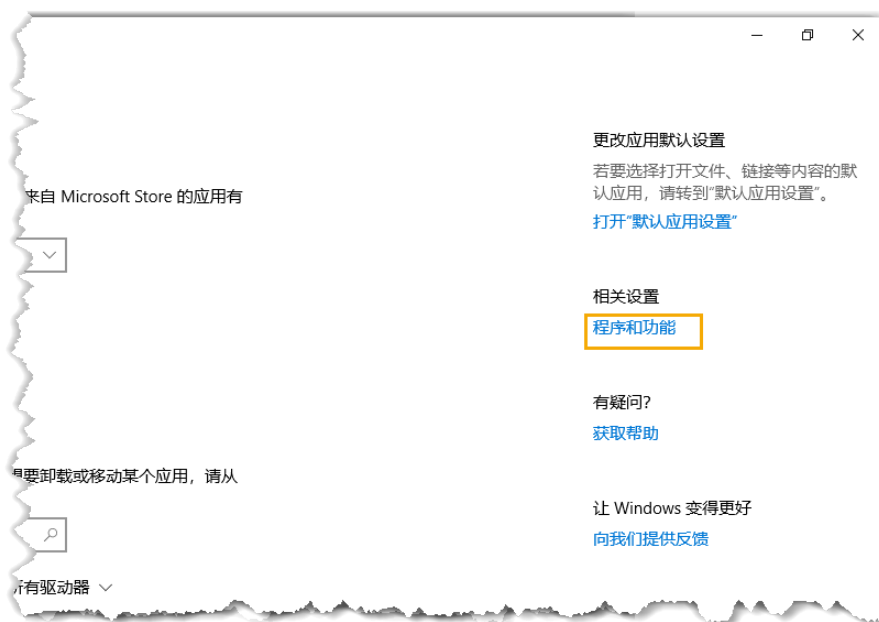 来自 Microsoft Store 的应用有
要卸载或移动某个应用，请从
所有驱动器
更改应用默认设置
若要选择打开文件、链接等内容的默
认应用，请转到“默认应用设置”。
打开“默认应用设置”
相关设置
程序和功能
有疑问?
获取帮助
让 Windows 变得更好
向我们提供反馈